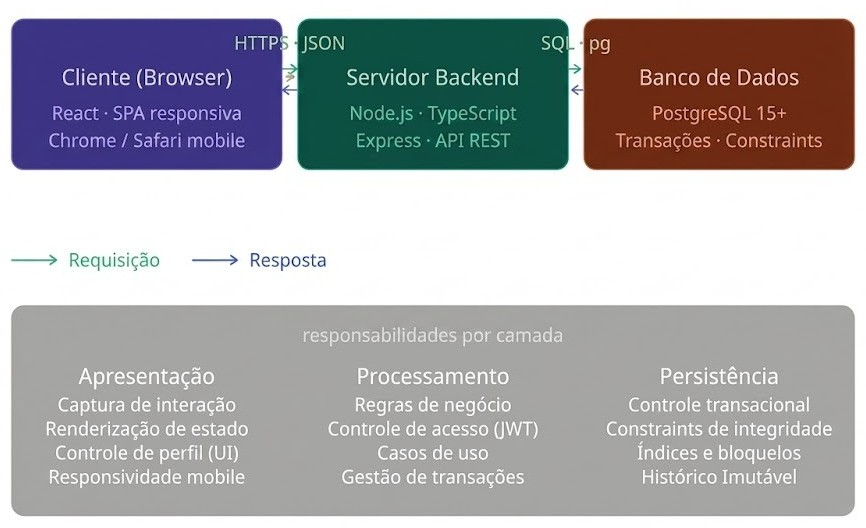 HTTPS · JSON
SQL · pg
Cliente (Browser)
React · SPA responsiva
Chrome / Safari mobile
Servidor Backend
Node.js · TypeScript
Express · API REST
Banco de Dados
PostgreSQL 15+
Transações · Constraints
Requisição
Resposta
responsabilidades por camada
Apresentação
Captura de interação
Renderização de estado
Controle de perfil (UI)
Responsividade mobile
Processamento
Regras de negócio
Controle de acesso (JWT)
Casos de uso
Gestão de transações
Persistência
Controle transacional
Constraints de integridade
Índices e bloquelos
Histórico Imutável